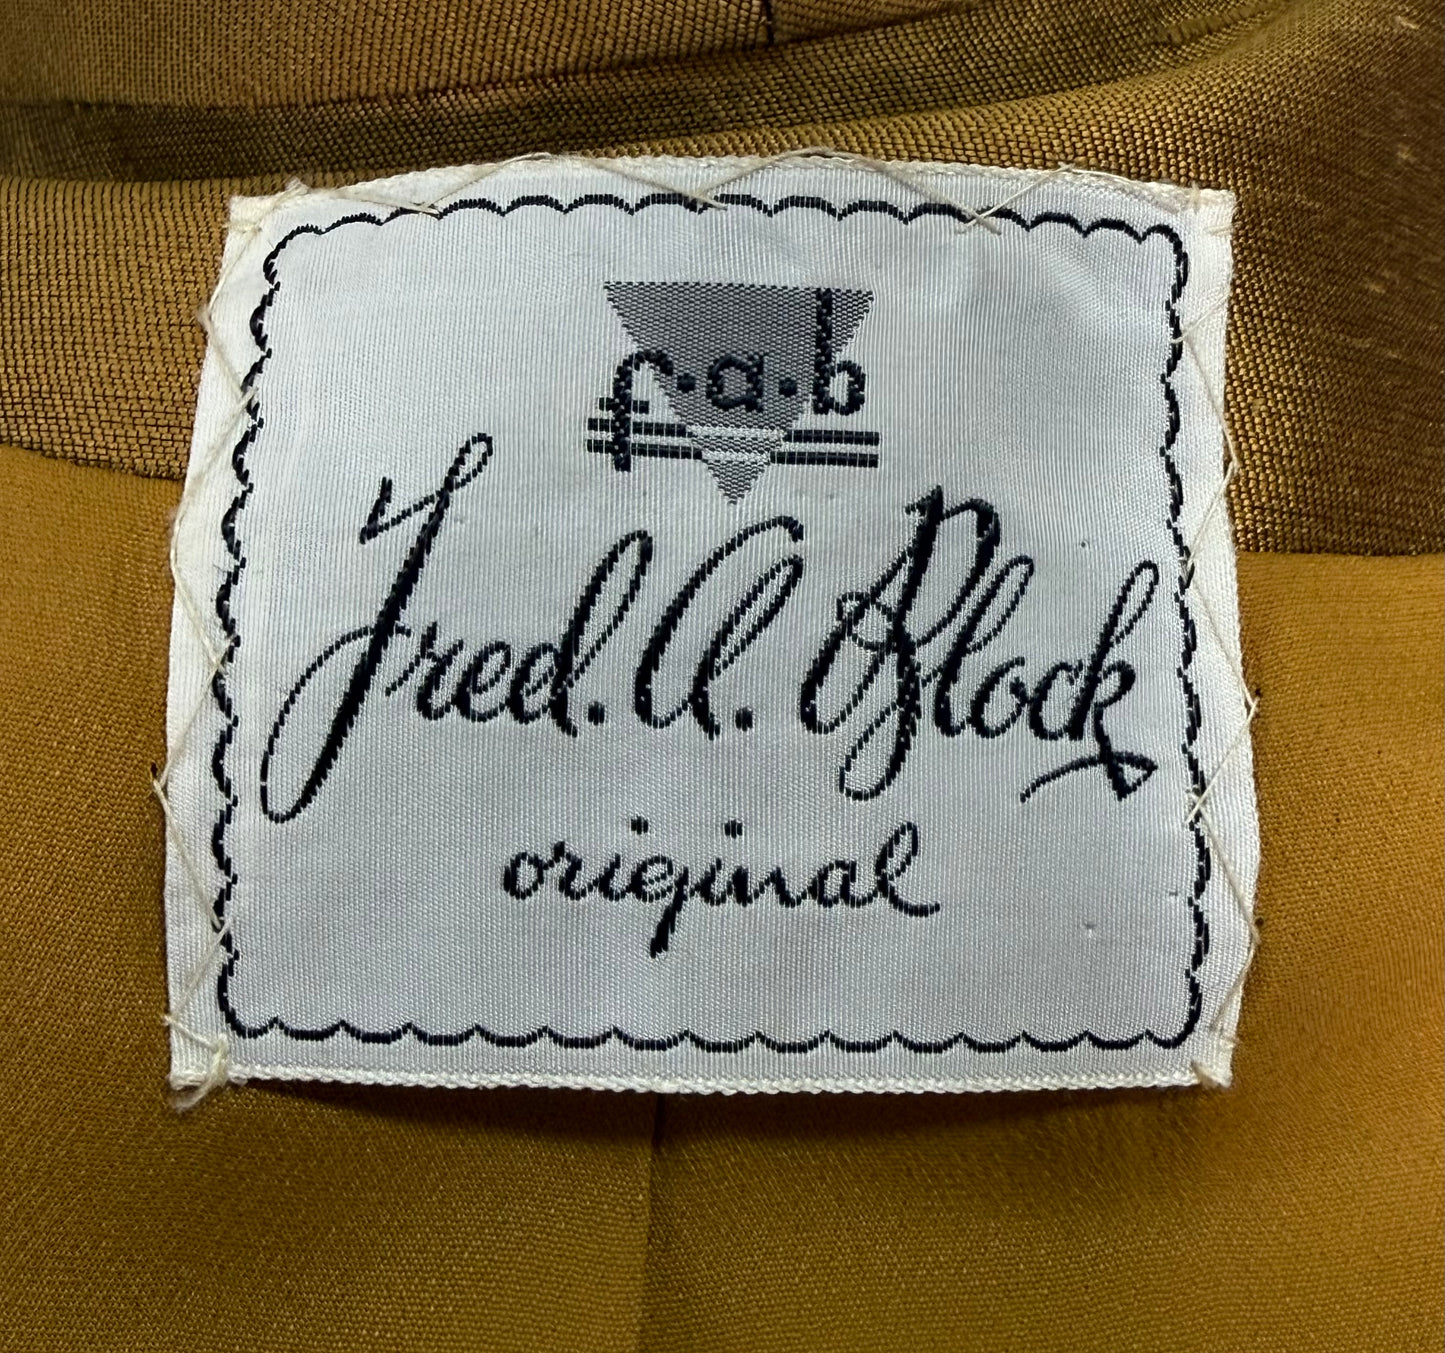 f·a·b
Fred. A. Block
original